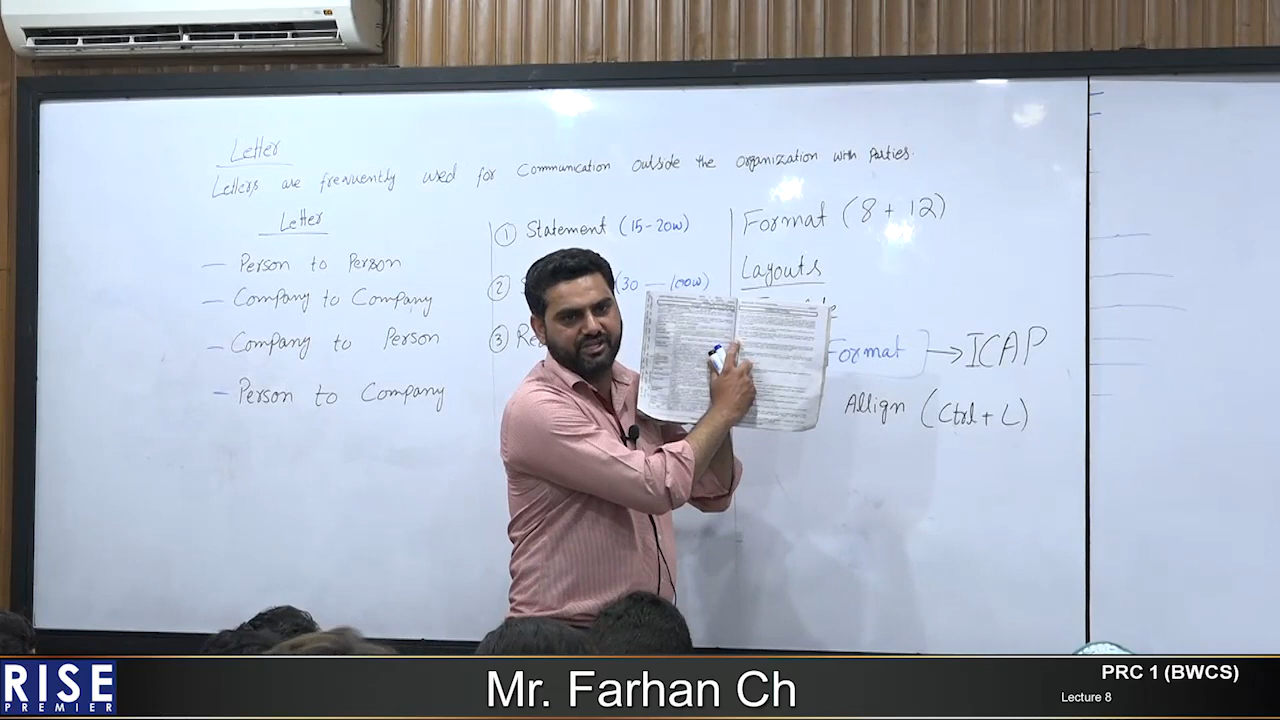 Letter
Letters are frequently used for Communication outside the organization with parties.
Letter
— Person to Person
— Company to Company
— Company to Person
— Person to Company
① Statement (15-20w)
② (30 — 100w)
③ Re
Format (8 + 12)
Layouts
Format → ICAP
Allign (Ctrl + L)
RISE
PREMIER
Mr. Farhan Ch
PRC 1 (BWCS)
Lecture 8